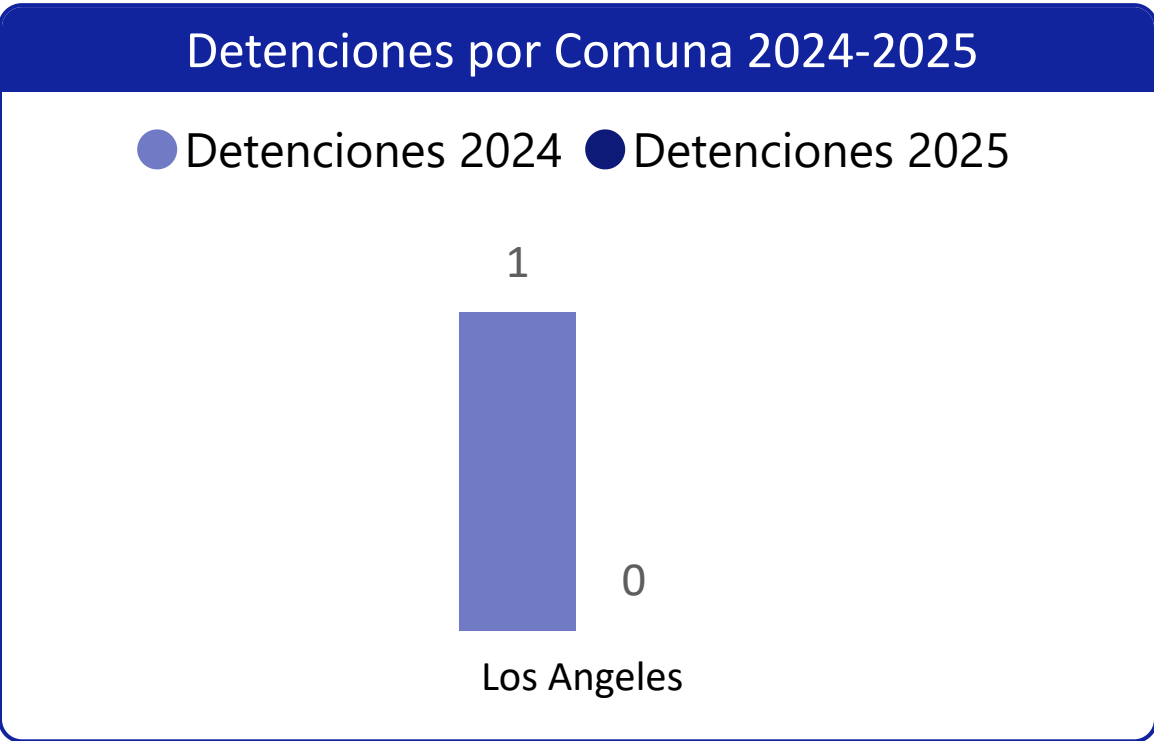 Detenciones por Comuna 2024-2025
Detenciones 2024 Detenciones 2025
1
0
Los Angeles